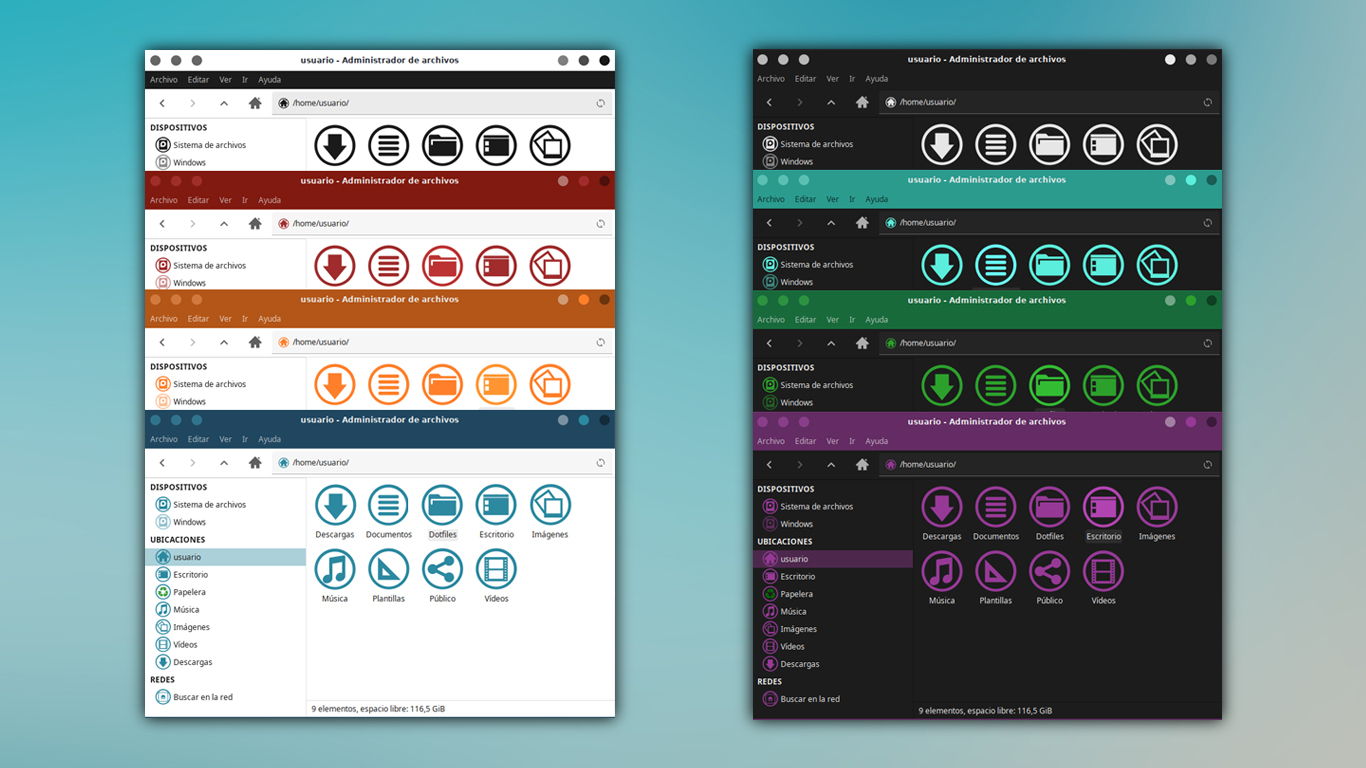 usuario - Administrador de archivos
Archivo Editar Ver Ir Ayuda
/home/usuario/
DISPOSITIVOS
Sistema de archivos
Windows
usuario - Administrador de archivos
Archivo Editar Ver Ir Ayuda
/home/usuario/
DISPOSITIVOS
Sistema de archivos
Windows
usuario - Administrador de archivos
Archivo Editar Ver Ir Ayuda
/home/usuario/
DISPOSITIVOS
Sistema de archivos
Windows
usuario - Administrador de archivos
Archivo Editar Ver Ir Ayuda
/home/usuario/
DISPOSITIVOS
Sistema de archivos
Windows
UBICACIONES
usuario
Escritorio
Papelera
Música
Imágenes
Vídeos
Descargas
REDES
Buscar en la red
Descargas Documentos Dotfiles Escritorio Imágenes
Música Plantillas Público Vídeos
9 elementos, espacio libre: 116,5 GiB
usuario - Administrador de archivos
Archivo Editar Ver Ir Ayuda
/home/usuario/
DISPOSITIVOS
Sistema de archivos
Windows
usuario - Administrador de archivos
Archivo Editar Ver Ir Ayuda
/home/usuario/
DISPOSITIVOS
Sistema de archivos
Windows
usuario - Administrador de archivos
Archivo Editar Ver Ir Ayuda
/home/usuario/
DISPOSITIVOS
Sistema de archivos
Windows
usuario - Administrador de archivos
Archivo Editar Ver Ir Ayuda
/home/usuario/
DISPOSITIVOS
Sistema de archivos
Windows
UBICACIONES
usuario
Escritorio
Papelera
Música
Imágenes
Vídeos
Descargas
REDES
Buscar en la red
Descargas Documentos Dotfiles Escritorio Imágenes
Música Plantillas Público Vídeos
9 elementos, espacio libre: 116,5 GiB